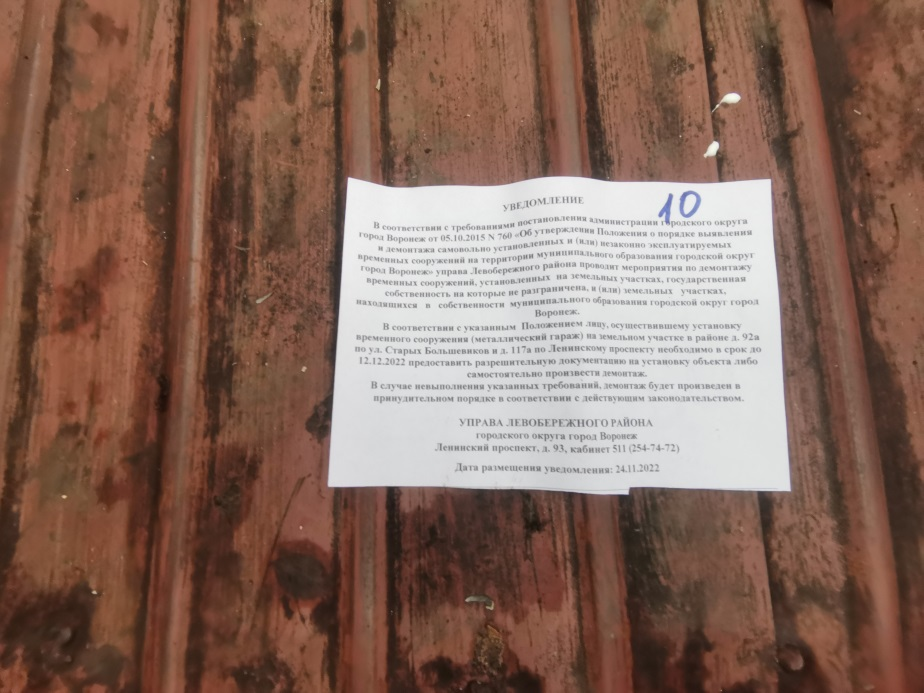 УВЕДОМЛЕНИЕ
10
В соответствии с требованиями постановления администрации городского округа
город Воронеж от 05.10.2015 N 760 «Об утверждении Положения о порядке выявления
и демонтажа самовольно установленных и (или) незаконно эксплуатируемых
временных сооружений на территории муниципального образования городской округ
город Воронеж» управа Левобережного района проводит мероприятия по демонтажу
временных сооружений, установленных на земельных участках, государственная
собственность на которые не разграничена, и (или) земельных участках,
находящихся в собственности муниципального образования городской округ город
Воронеж.
В соответствии с указанным Положением лицу, осуществившему установку
временного сооружения (металлический гараж) на земельном участке в районе д. 92а
по ул. Старых Большевиков и д. 117а по Ленинскому проспекту необходимо в срок до
12.12.2022 предоставить разрешительную документацию на установку объекта либо
самостоятельно произвести демонтаж.
В случае невыполнения указанных требований, демонтаж будет произведен в
принудительном порядке в соответствии с действующим законодательством.
УПРАВА ЛЕВОБЕРЕЖНОГО РАЙОНА
городского округа город Воронеж
Ленинский проспект, д. 93, кабинет 511 (254-74-72)
Дата размещения уведомления: 24.11.2022